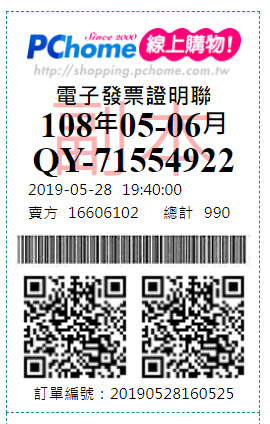 Since 2000
PChome 線上購物!
http://shopping.pchome.com.tw
電子發票證明聯
副本
108年05-06月
QY-71554922
2019-05-28 19:40:00
賣方 16606102 總計 990
訂單編號：20190528160525